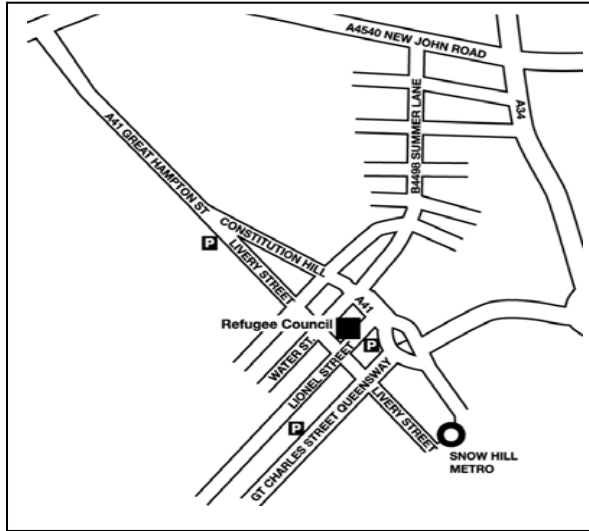 A4540 NEW JOHN ROAD
A34
B4498 SUMMER LANE
A41 GREAT HAMPTON ST
CONSTITUTION HILL
P
LIVERY STREET
A41
Refugee Council
P
WATER ST
LIONEL STREET
P
GT CHARLES STREET QUEENSWAY
LIVERY STREET
SNOW HILL
METRO